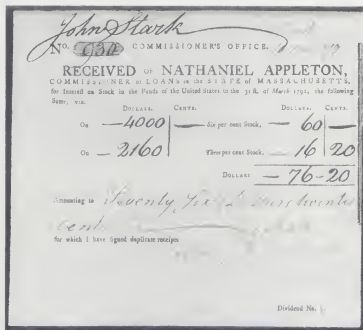 John Stark
No. 930 COMMISSIONER'S OFFICE,
RECEIVED OF NATHANIEL APPLETON,
COMMISSIONER OF LOANS in the STATE OF MASSACHUSETTS,
for Interest on Stock in the Funds of the United States to the 31st. of March 1792, the following
Sums, viz.
DOLLARS. CENTS. DOLLARS. CENTS.
On — 4000 — Six per cent Stock, — 60 —
On — 2160 Three per cent Stock, — 16 20
DOLLARS — 76-20
Amounting to Seventy Six Dollars twenty
cents
for which I have signed duplicate receipts
Dividend No.